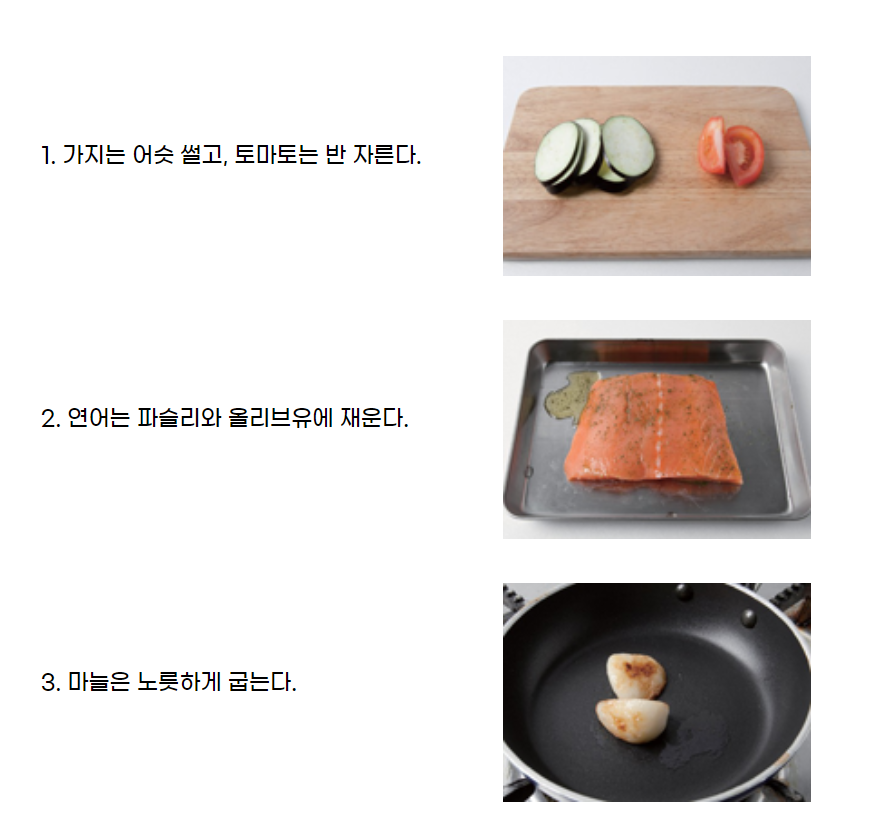 1. 가지는 어슷 썰고, 토마토는 반 자른다.
2. 연어는 파슬리와 올리브유에 재운다.
3. 마늘은 노릇하게 굽는다.